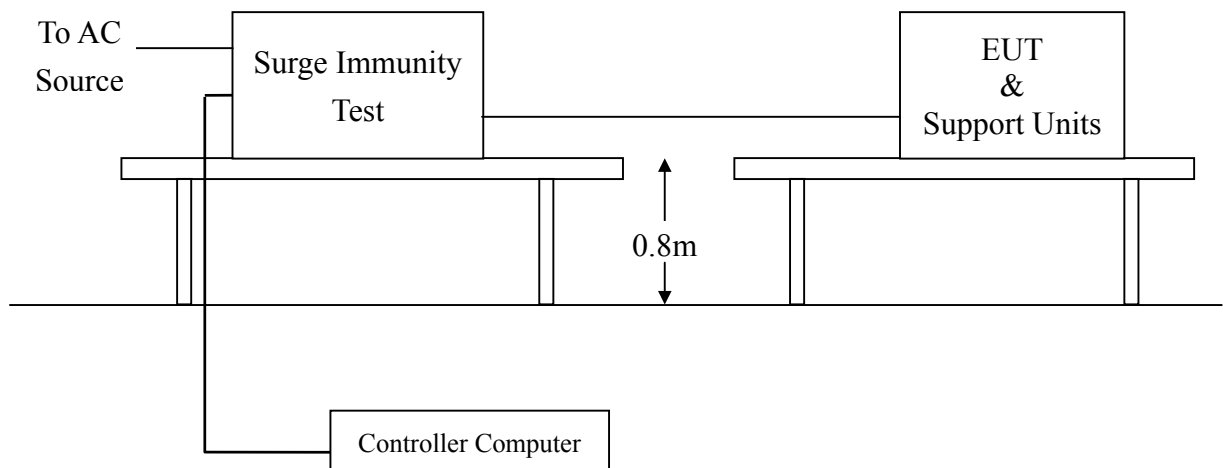 To AC
Source
Surge Immunity
Test
EUT
&
Support Units
0.8m
Controller Computer